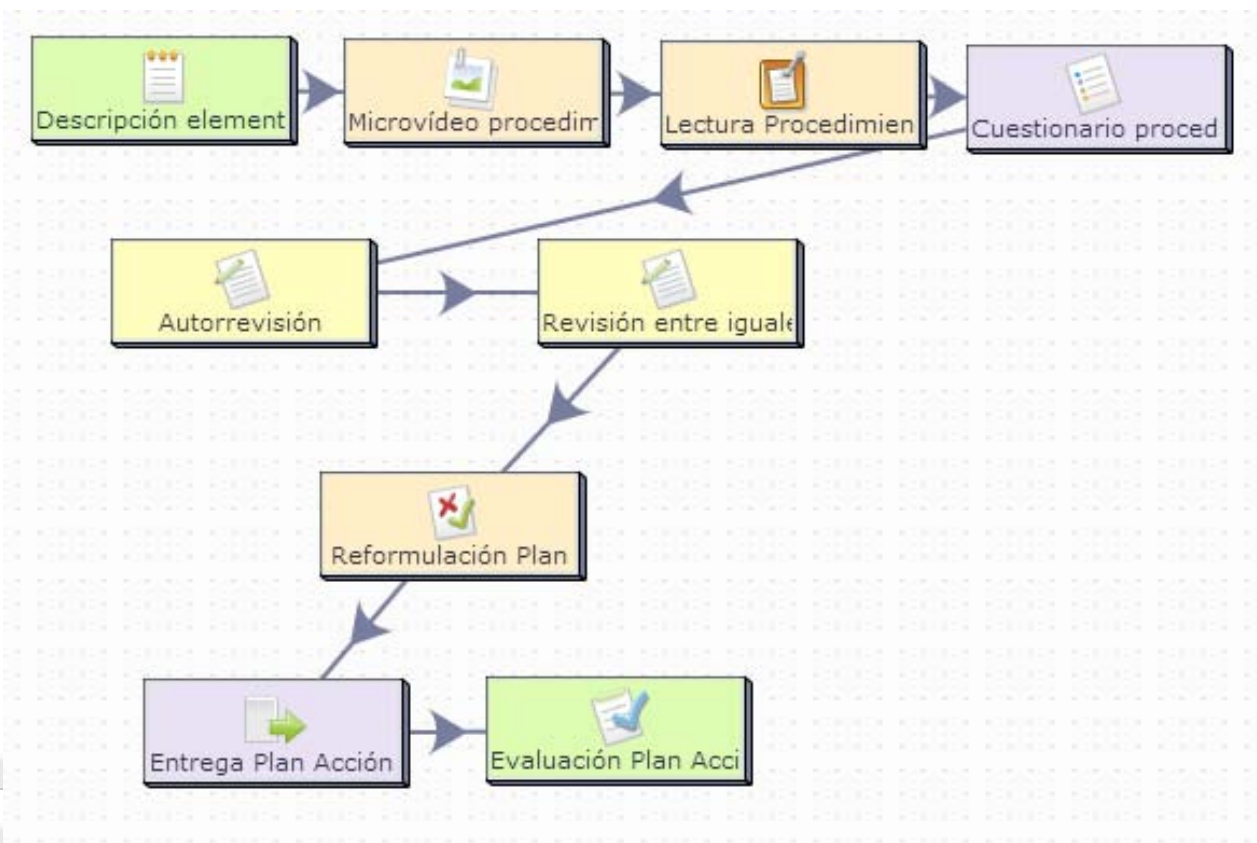 Descripción element
Microvídeo procedim
Lectura Procedimien
Cuestionario proced
Autorrevisión
Revisión entre iguale
Reformulación Plan
Entrega Plan Acción
Evaluación Plan Acci